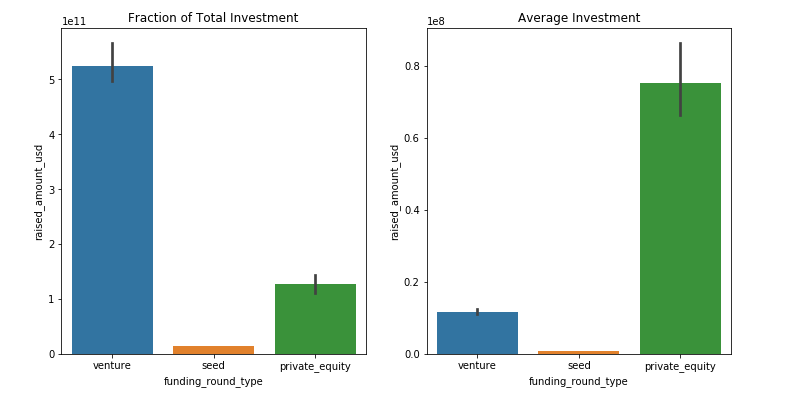 Fraction of Total Investment
1e11
raised_amount_usd
5
4
3
2
1
0
venture seed private_equity
funding_round_type
Average Investment
1e8
raised_amount_usd
0.8
0.6
0.4
0.2
0.0
venture seed private_equity
funding_round_type